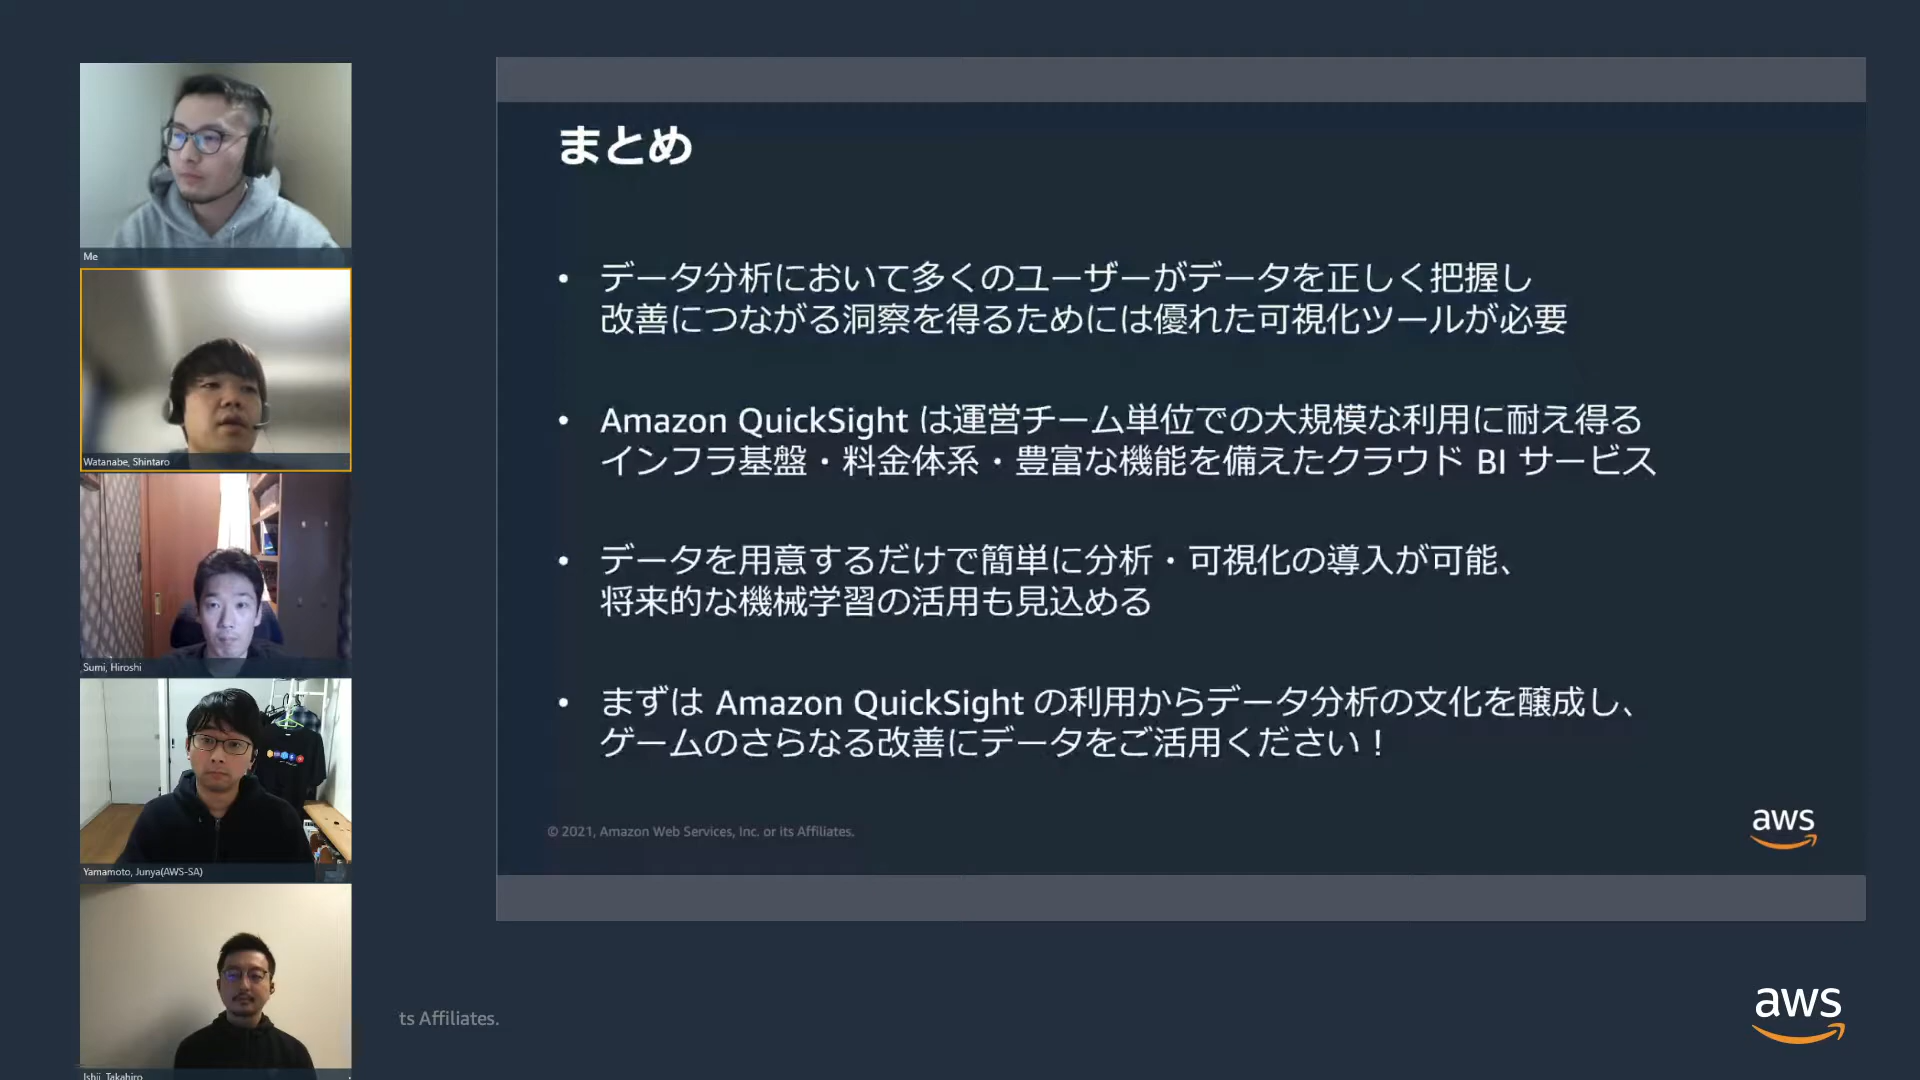 Me
Watanabe, Shintaro
Sumi, Hiroshi
Yamamoto, Junya(AWS-SA)
Ishii, Takahiro
まとめ
• データ分析において多くのユーザーがデータを正しく把握し
改善につながる洞察を得るためには優れた可視化ツールが必要
• Amazon QuickSight は運営チーム単位での大規模な利用に耐え得る
インフラ基盤・料金体系・豊富な機能を備えたクラウド BI サービス
• データを用意するだけで簡単に分析・可視化の導入が可能、
将来的な機械学習の活用も見込める
• まずは Amazon QuickSight の利用からデータ分析の文化を醸成し、
ゲームのさらなる改善にデータをご活用ください！
© 2021, Amazon Web Services, Inc. or its Affiliates.
aws
ts Affiliates.
aws